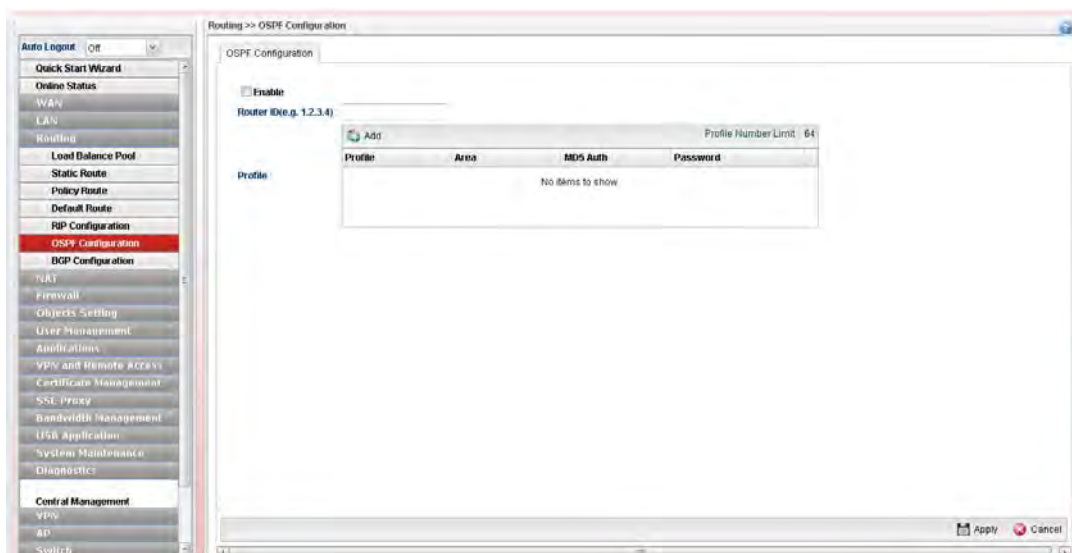 Routing >> OSPF Configuration
Auto Logout Off
Quick Start Wizard
Online Status
WAN
LAN
Routing
Load Balance Pool
Static Route
Policy Route
Default Route
RIP Configuration
OSPF Configuration
BGP Configuration
NAT
Firewall
Objects Setting
User Management
Applications
VPN and Remote Access
Certificate Management
SSL Proxy
Bandwidth Management
USB Application
System Maintenance
Diagnostics
Central Management
VPN
AP
Switch
OSPF Configuration
Enable
Router ID(e.g. 1.2.3.4)
Add Profile Number Limit 64
Profile Area MD5 Auth Password
Profile
No items to show
Apply Cancel